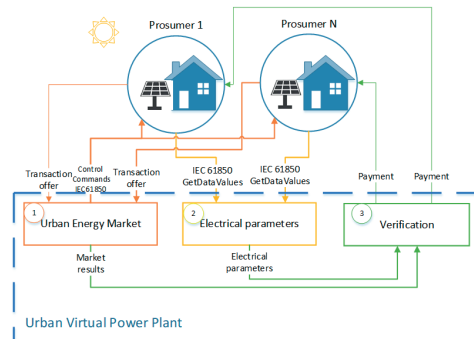 Prosumer 1
Prosumer N
Transaction
offer
Control
Commands
IEC61850
Transaction
offer
IEC 61850
GetDataValues
IEC 61850
GetDataValues
Payment
Payment
1
Urban Energy Market
2
Electrical parameters
3
Verification
Market
results
Electrical
parameters
Urban Virtual Power Plant